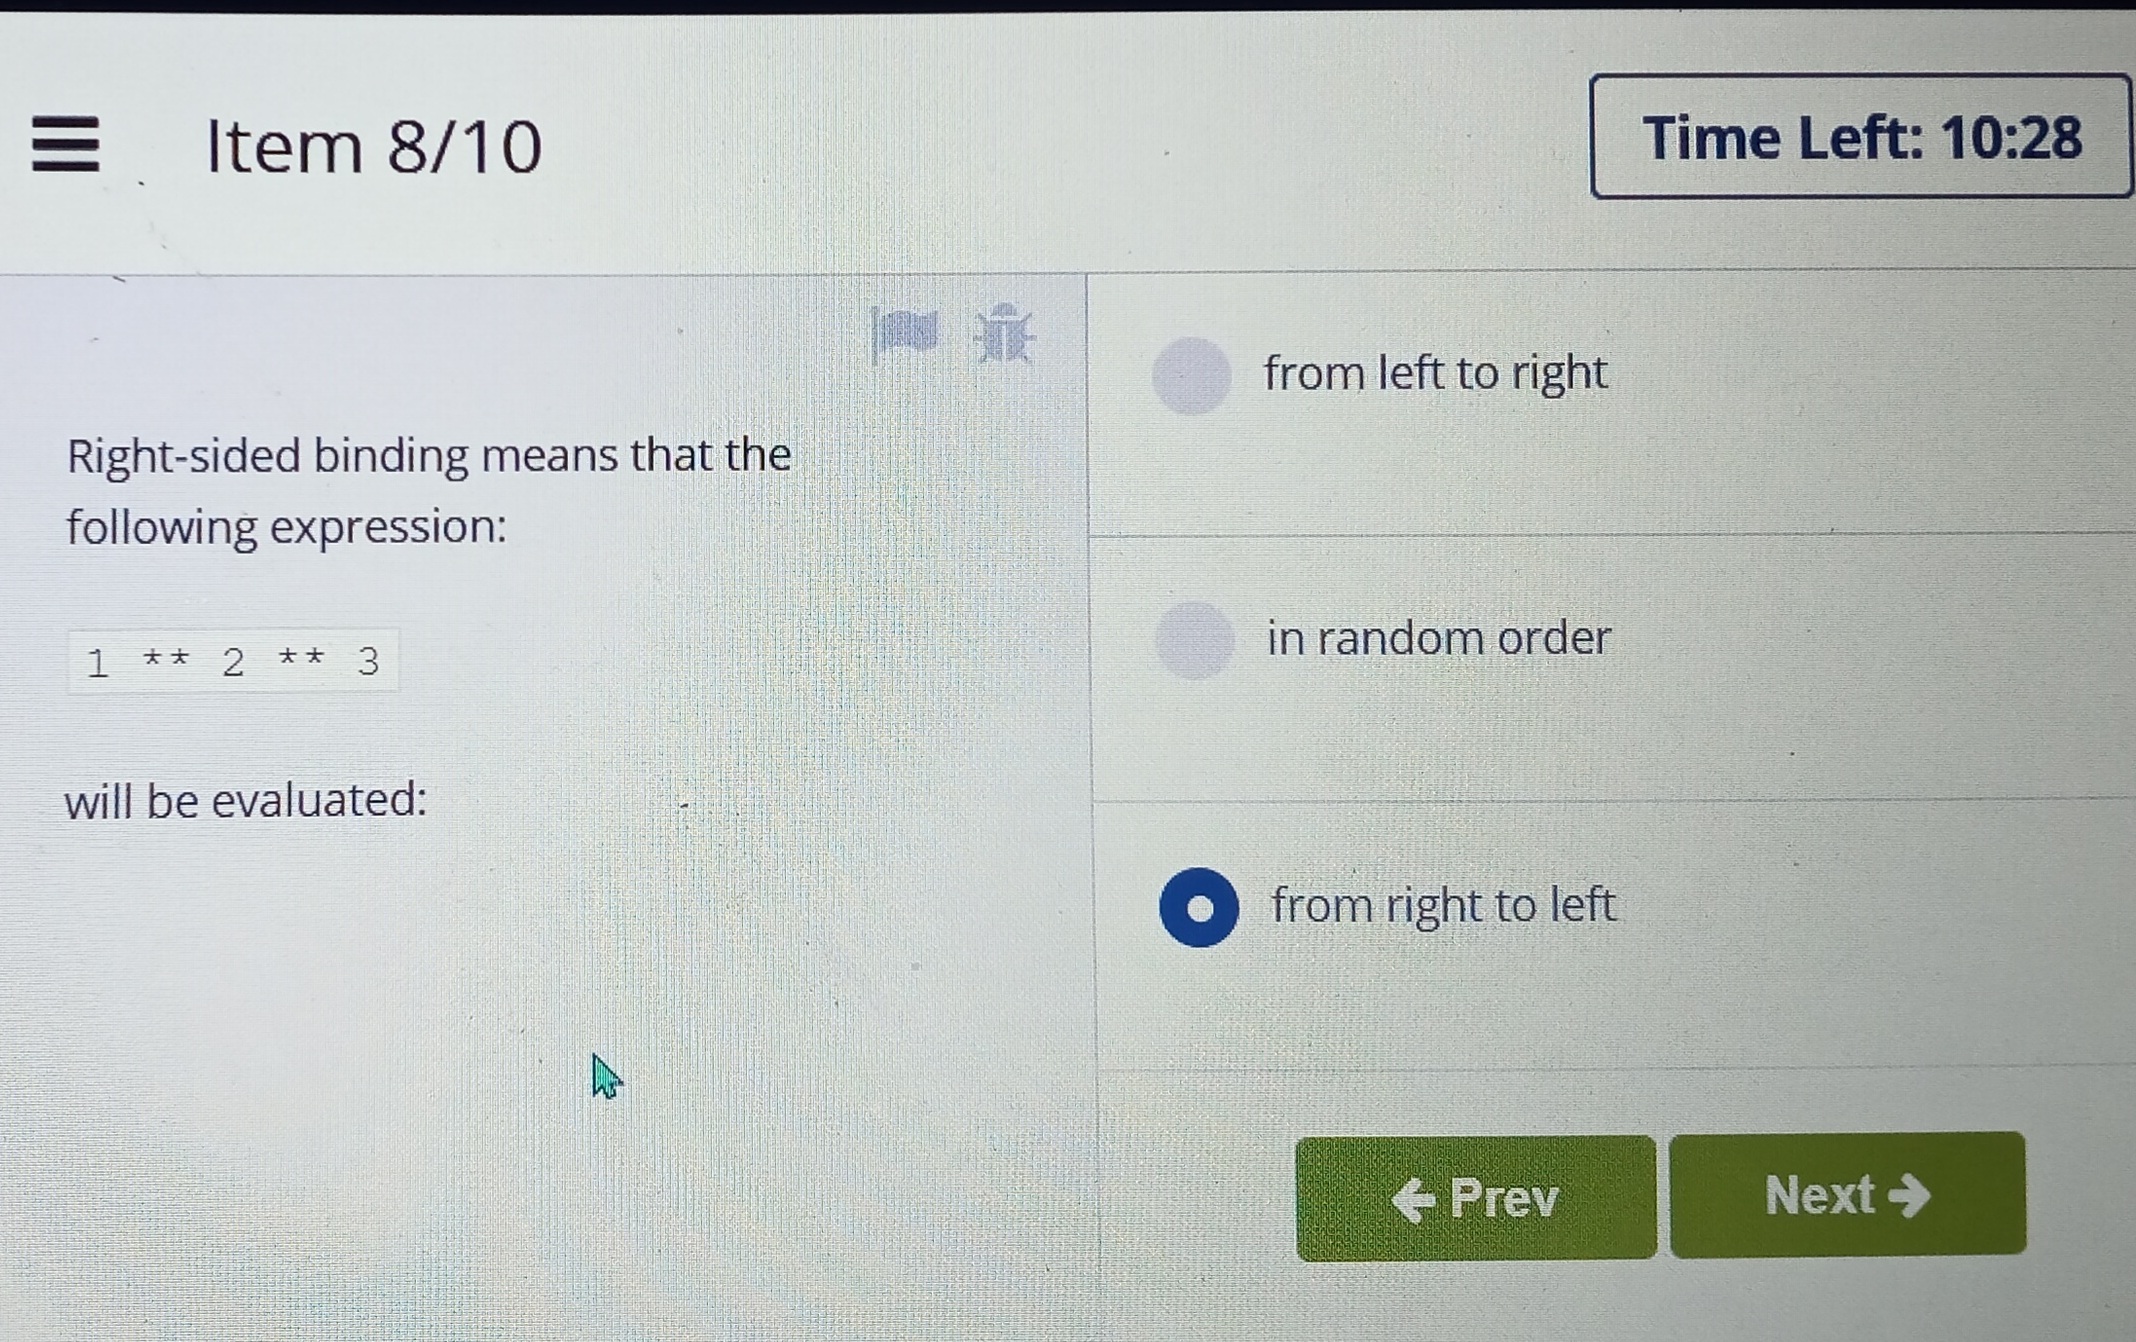 Item 8/10
Time Left: 10:28
Right-sided binding means that the
following expression:
1 ** 2 ** 3
will be evaluated:
from left to right
in random order
from right to left
← Prev
Next →